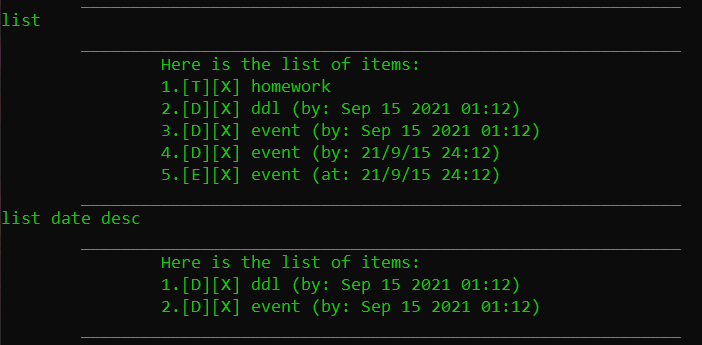 list
Here is the list of items:
1.[T][X] homework
2.[D][X] ddl (by: Sep 15 2021 01:12)
3.[D][X] event (by: Sep 15 2021 01:12)
4.[D][X] event (by: 21/9/15 24:12)
5.[E][X] event (at: 21/9/15 24:12)
list date desc
Here is the list of items:
1.[D][X] ddl (by: Sep 15 2021 01:12)
2.[D][X] event (by: Sep 15 2021 01:12)